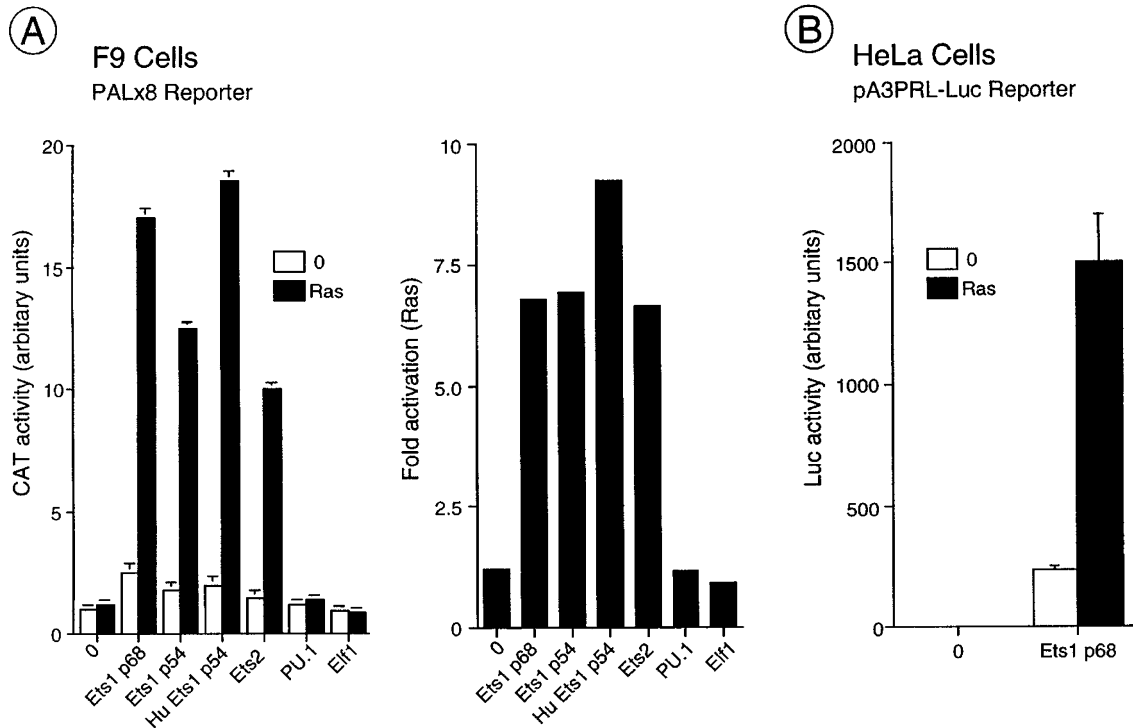 A
F9 Cells
PALx8 Reporter
CAT activity (arbitrary units)
20
15
10
5
0
0
Ras
0
Ets1 p68
Ets1 p54
Hu Ets1 p54
Ets2
PU.1
Elf1
Fold activation (Ras)
10
7.5
5.0
2.5
0
0
Ets1 p68
Ets1 p54
Hu Ets1 p54
Ets2
PU.1
Elf1
B
HeLa Cells
pA3PRL-Luc Reporter
Luc activity (arbitary units)
2000
1500
1000
500
0
0
Ras
0
Ets1 p68